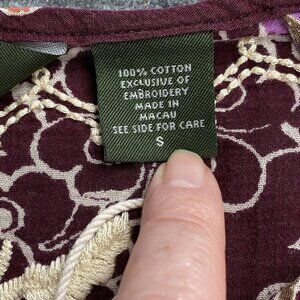 100% COTTON
EXCLUSIVE OF
EMBROIDERY
MADE IN
MACAU
SEE SIDE FOR CARE
S